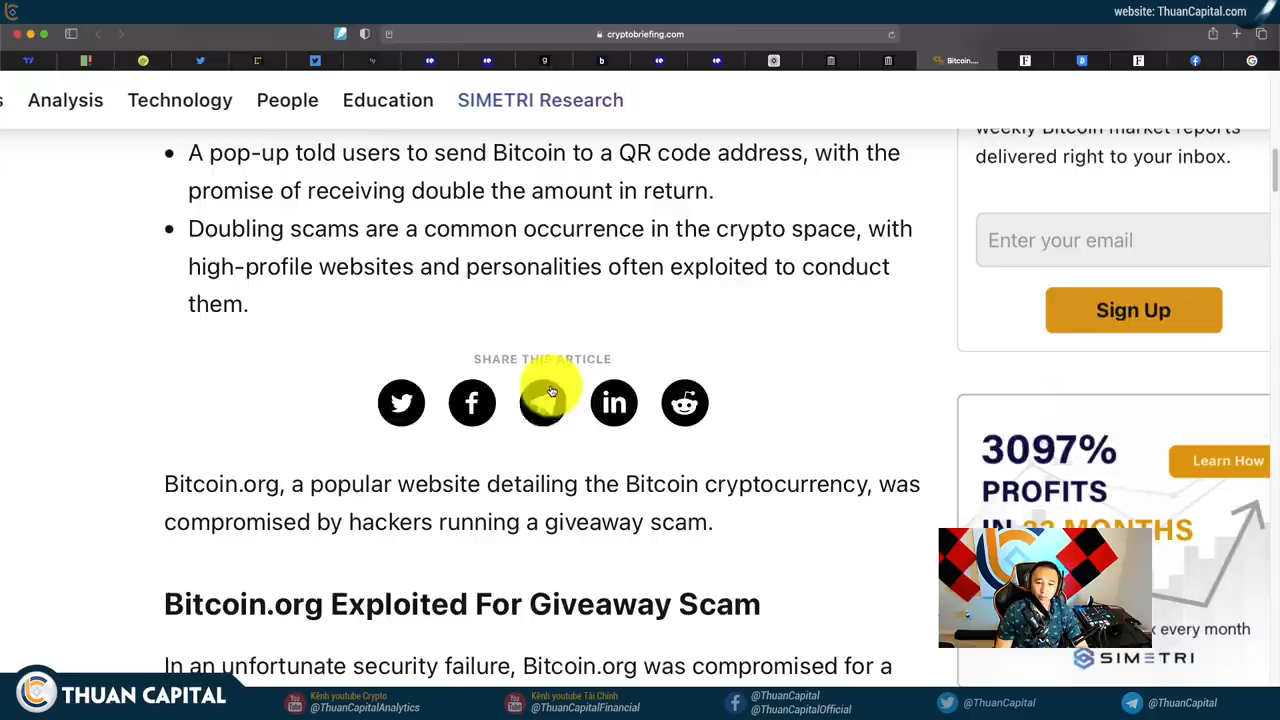 website: ThuanCapital.com
cryptobriefing.com
Bitcoin....
Analysis
Technology
People
Education
SIMETRI Research
A pop-up told users to send Bitcoin to a QR code address, with the
promise of receiving double the amount in return.
Doubling scams are a common occurrence in the crypto space, with
high-profile websites and personalities often exploited to conduct
them.
SHARE THIS ARTICLE
Bitcoin.org, a popular website detailing the Bitcoin cryptocurrency, was
compromised by hackers running a giveaway scam.
Bitcoin.org Exploited For Giveaway Scam
In an unfortunate security failure, Bitcoin.org was compromised for a
weekly Bitcoin market reports
delivered right to your inbox.
Enter your email
Sign Up
3097%
PROFITS
Learn How
IN 22 MONTHS
x every month
SIMETRI
THUAN CAPITAL
Kênh youtube Crypto
@ThuanCapitalAnalytics
Kênh youtube Tài Chính
@ThuanCapitalFinancial
@ThuanCapital
@ThuanCapitalOfficial
@ThuanCapital
@ThuanCapital